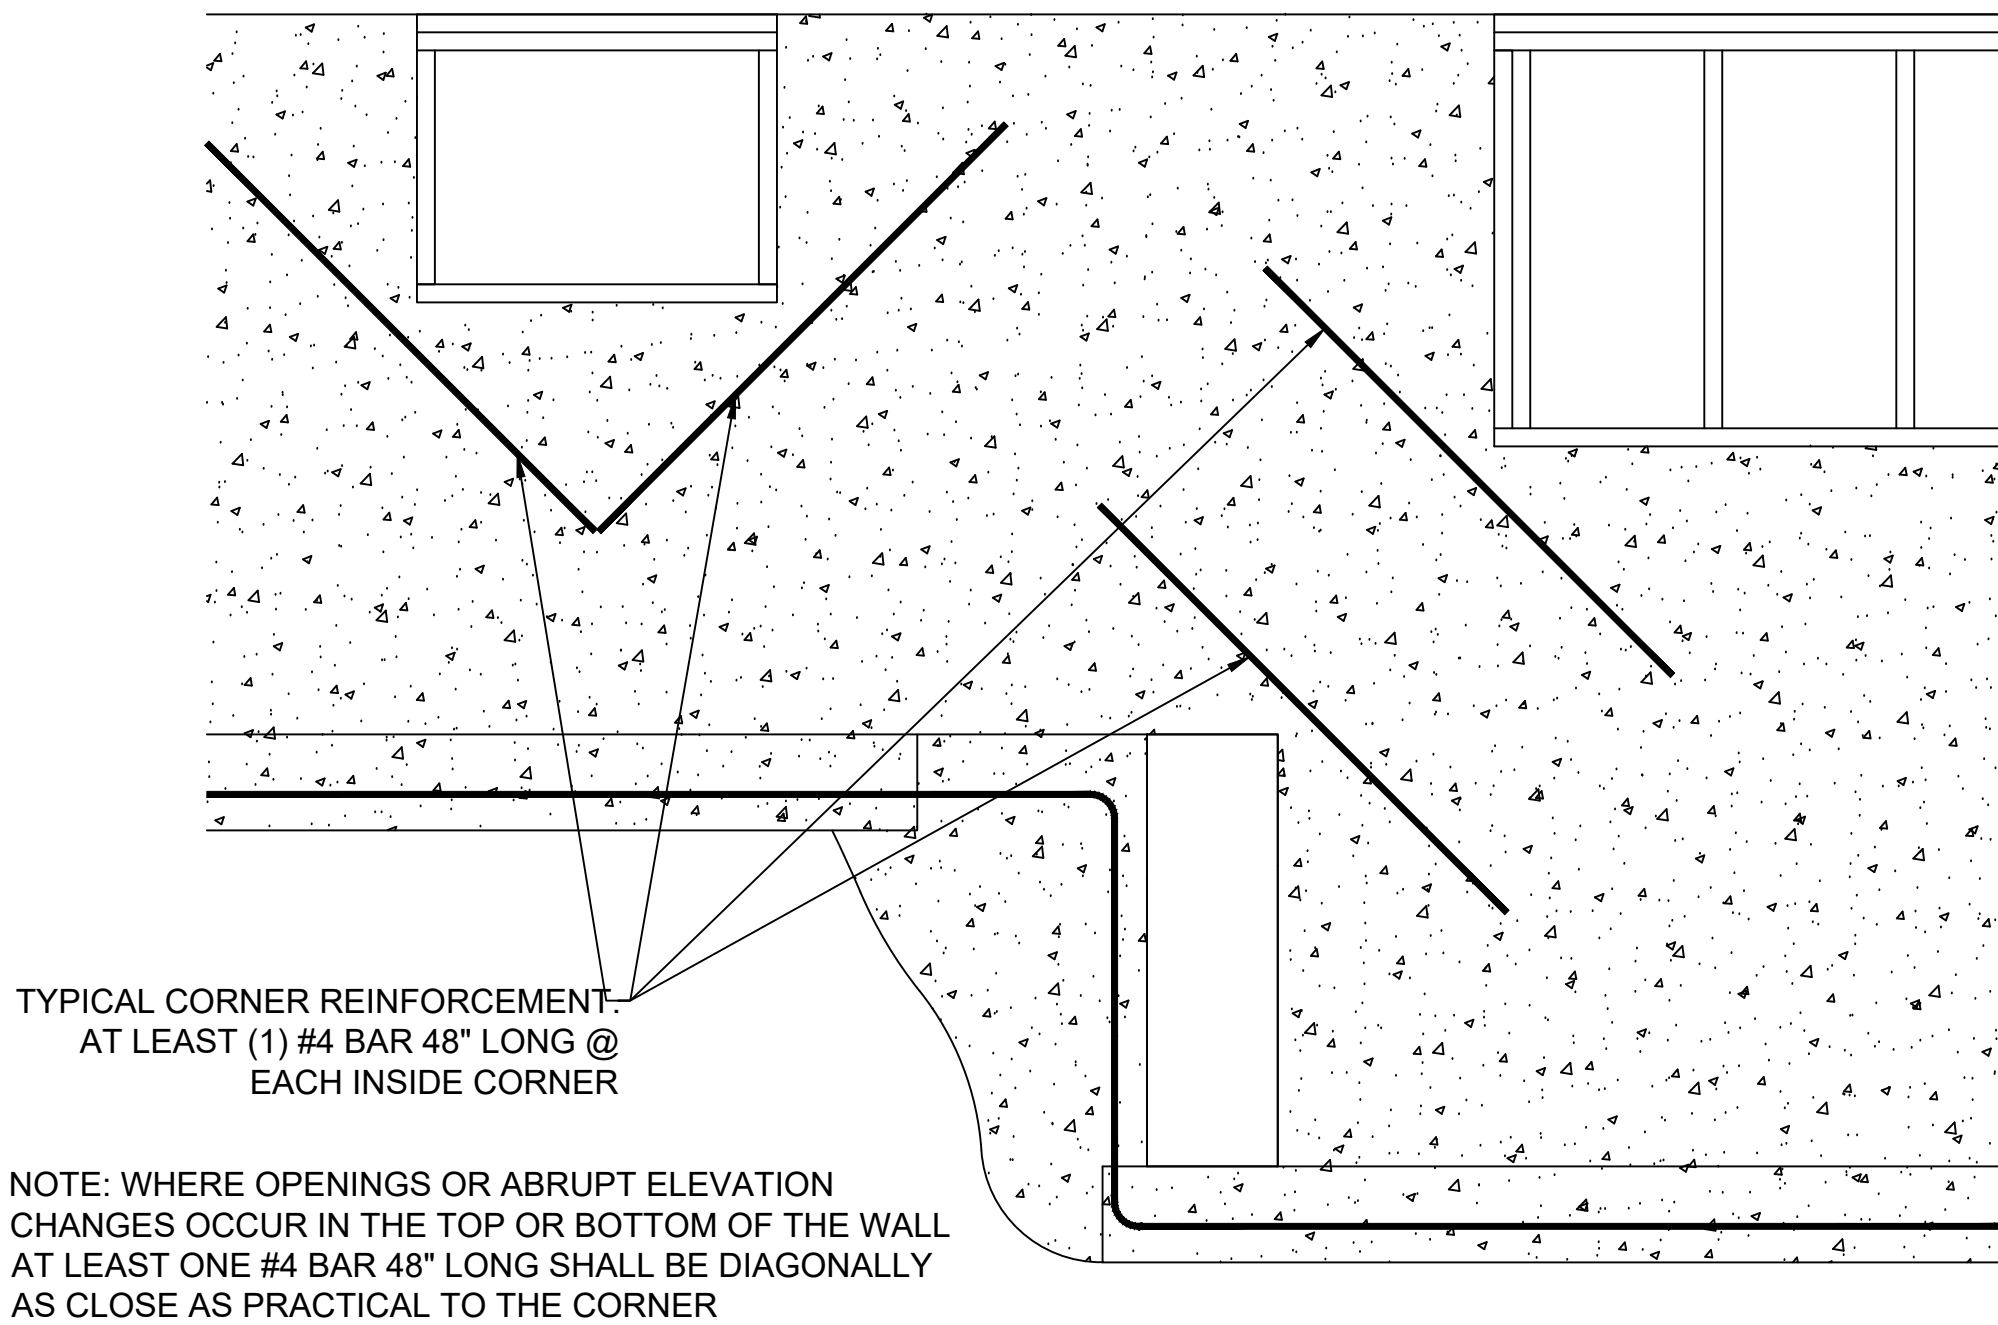 TYPICAL CORNER REINFORCEMENT.
AT LEAST (1) #4 BAR 48" LONG @
EACH INSIDE CORNER
NOTE: WHERE OPENINGS OR ABRUPT ELEVATION
CHANGES OCCUR IN THE TOP OR BOTTOM OF THE WALL
AT LEAST ONE #4 BAR 48" LONG SHALL BE DIAGONALLY
AS CLOSE AS PRACTICAL TO THE CORNER